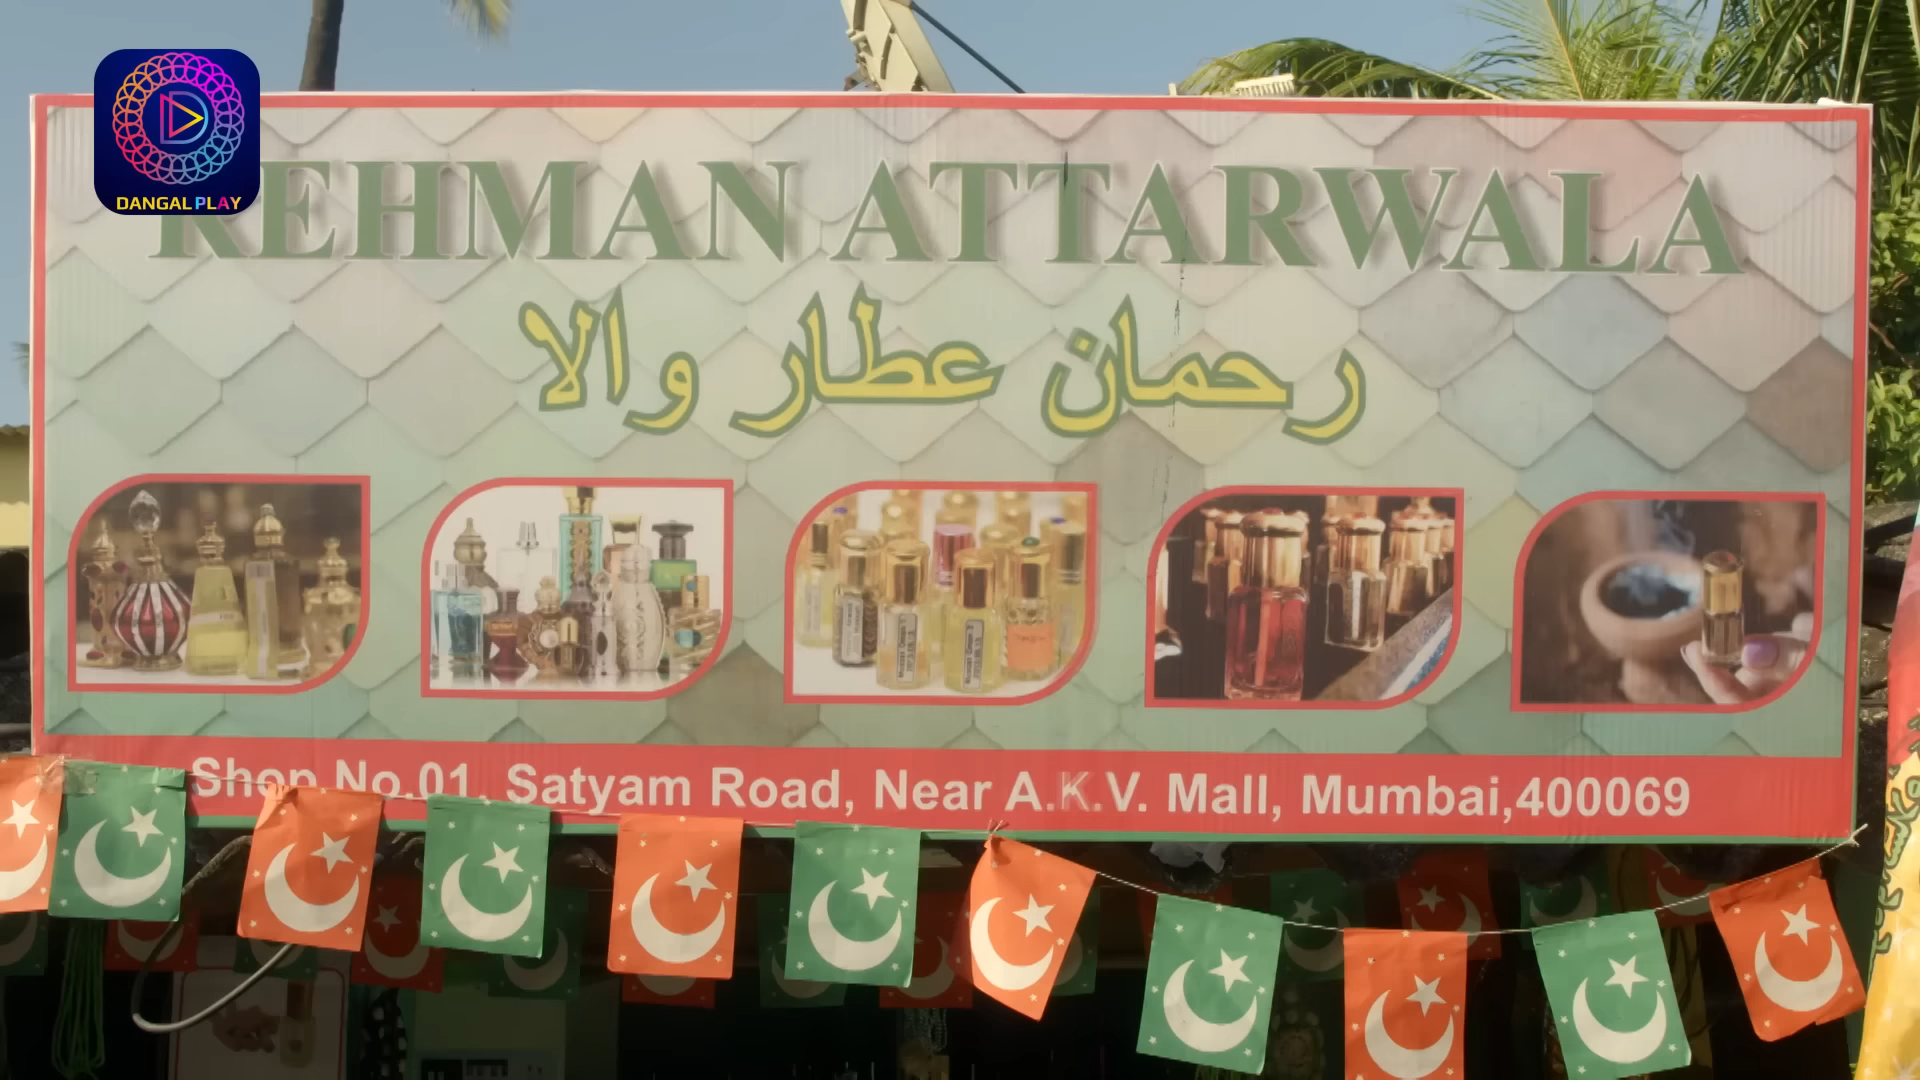 DANGAL PLAY
REHMAN ATTARWALA
رحمان عطار والا
Shop No.01, Satyam Road, Near A.K.V. Mall, Mumbai,400069